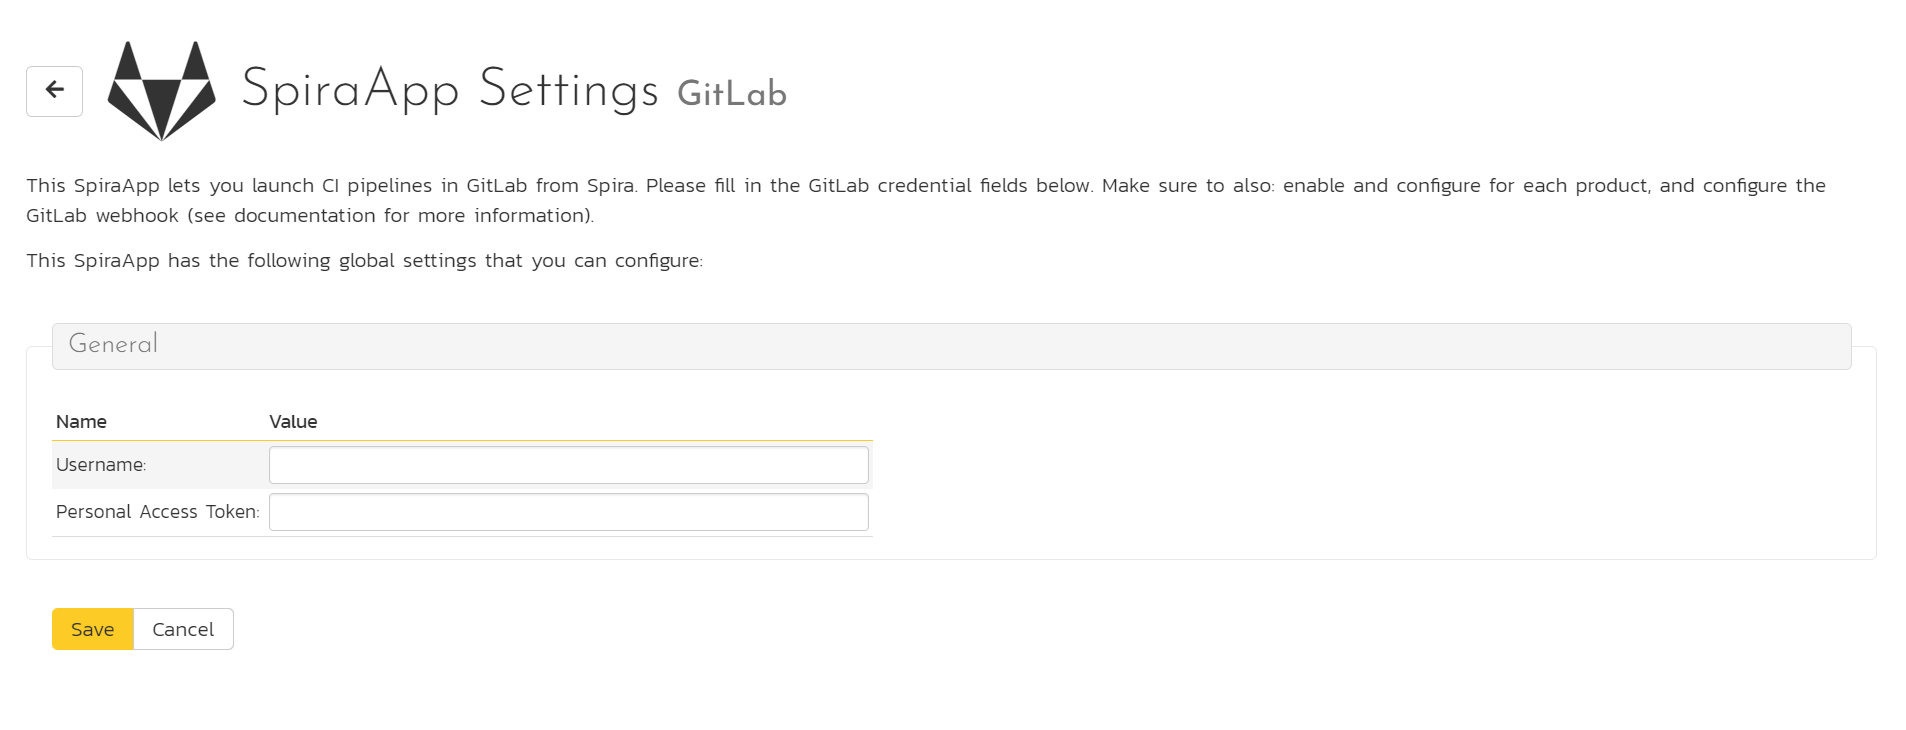 SpiraApp Settings GitLab
This SpiraApp lets you launch CI pipelines in GitLab from Spira. Please fill in the GitLab credential fields below. Make sure to also: enable and configure for each product, and configure the
GitLab webhook (see documentation for more information).
This SpiraApp has the following global settings that you can configure:
General
Name Value
Username:
Personal Access Token:
Save Cancel